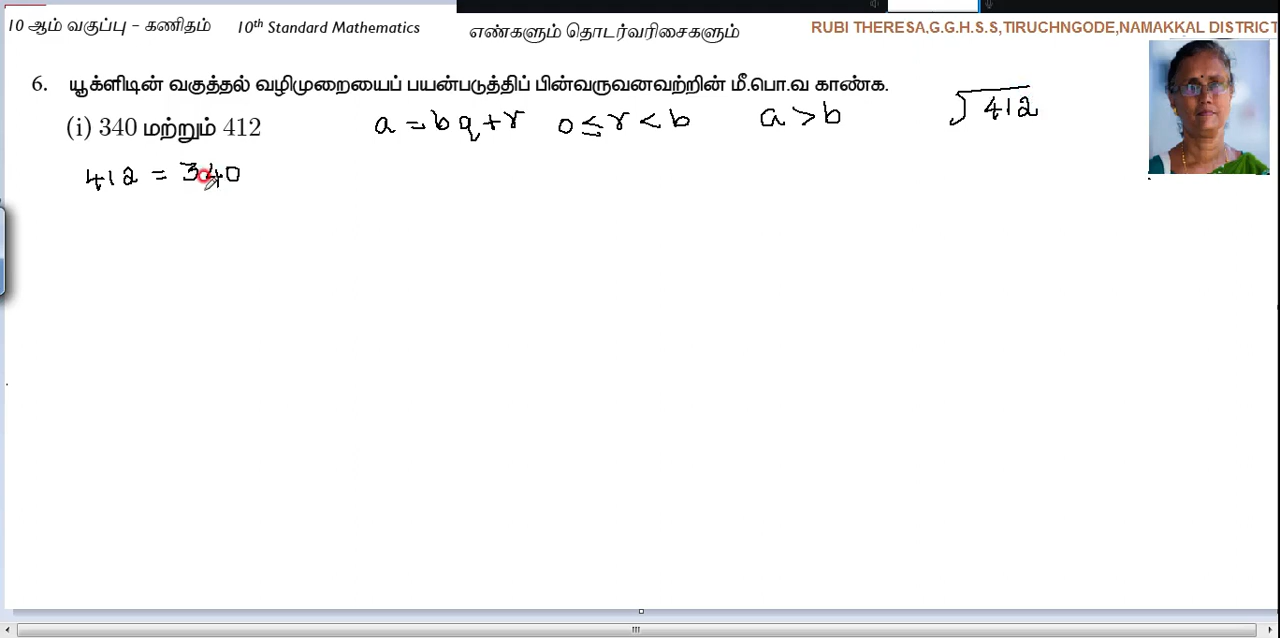 10 ஆம் வகுப்பு – கணிதம் 10th Standard Mathematics எண்களும் தொடர்வரிசைகளும் RUBI THERESA,G.G.H.S.S,TIRUCHNGODE,NAMAKKAL DISTRICT
6. யூக்ளிடின் வகுத்தல் வழிமுறையைப் பயன்படுத்திப் பின்வருவனவற்றின் மீ.பொ.வ காண்க.
(i) 340 மற்றும் 412 a = bq + r 0 ≤ r < b a > b 412
412 = 340